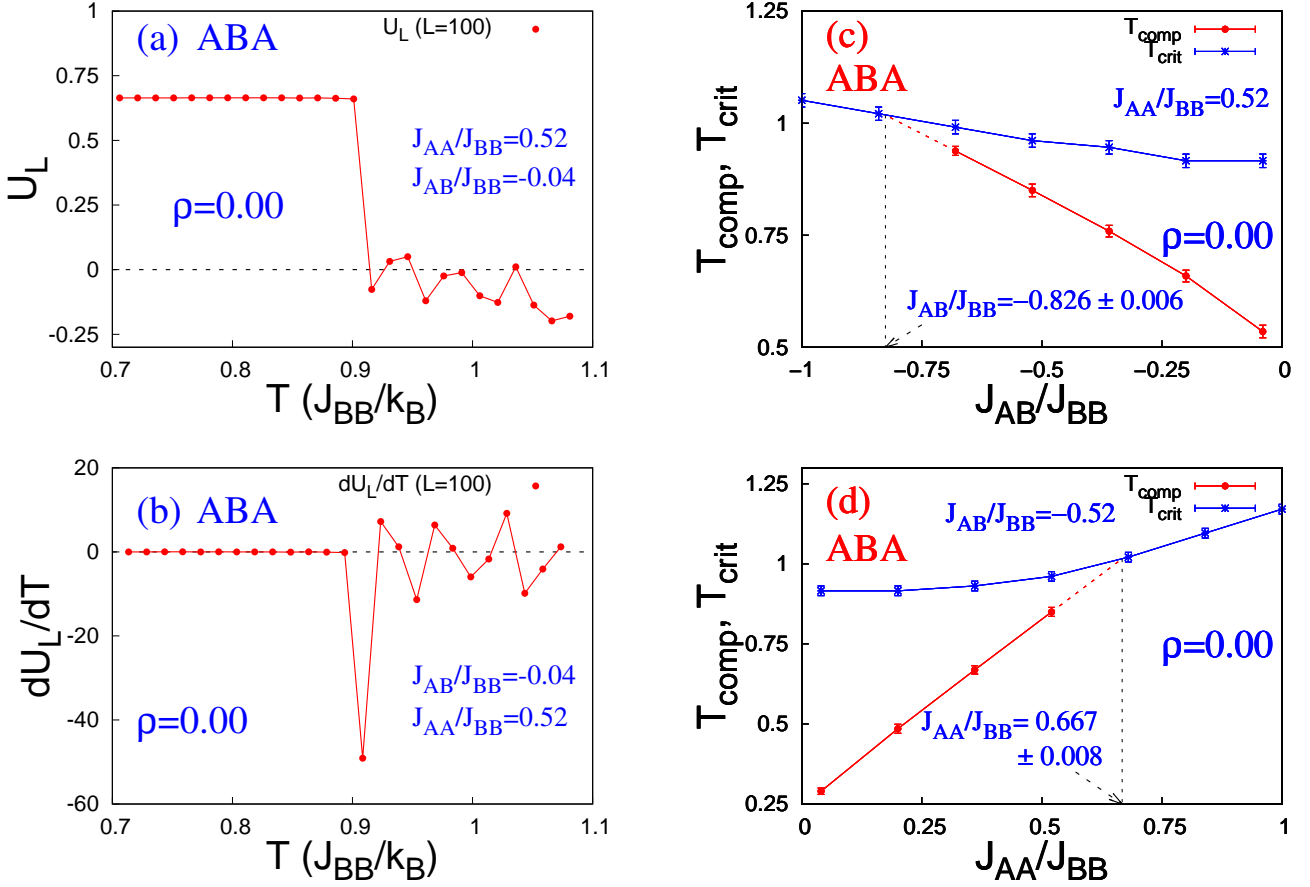 (a) ABA
U_L (L=100)
1
0.75
0.5
0.25
0
-0.25
U_L
J_AA/J_BB=0.52
J_AB/J_BB=-0.04
ρ=0.00
0.7 0.8 0.9 1 1.1
T (J_BB/k_B)
(b) ABA
dU_L/dT (L=100)
20
0
-20
-40
-60
dU_L/dT
J_AB/J_BB=-0.04
J_AA/J_BB=0.52
ρ=0.00
0.7 0.8 0.9 1 1.1
T (J_BB/k_B)
(c)
ABA
T_comp
T_crit
J_AA/J_BB=0.52
1.25
1
0.75
0.5
T_comp, T_crit
ρ=0.00
J_AB/J_BB=−0.826 ± 0.006
−1 −0.75 −0.5 −0.25 0
J_AB/J_BB
(d)
ABA
T_comp
T_crit
J_AB/J_BB=−0.52
1.25
1
0.75
0.5
0.25
T_comp, T_crit
ρ=0.00
J_AA/J_BB= 0.667
± 0.008
0 0.25 0.5 0.75 1
J_AA/J_BB